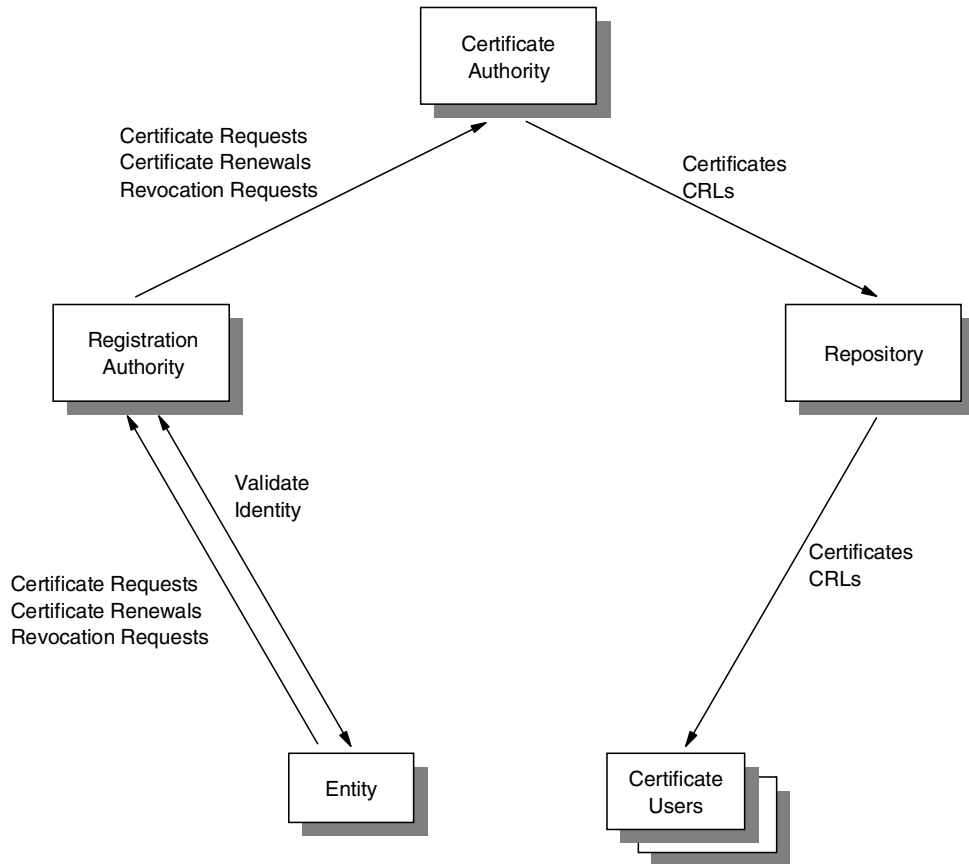 Certificate
Authority
Certificate Requests
Certificate Renewals
Revocation Requests
Certificates
CRLs
Registration
Authority
Repository
Validate
Identity
Certificates
CRLs
Certificate Requests
Certificate Renewals
Revocation Requests
Entity
Certificate
Users